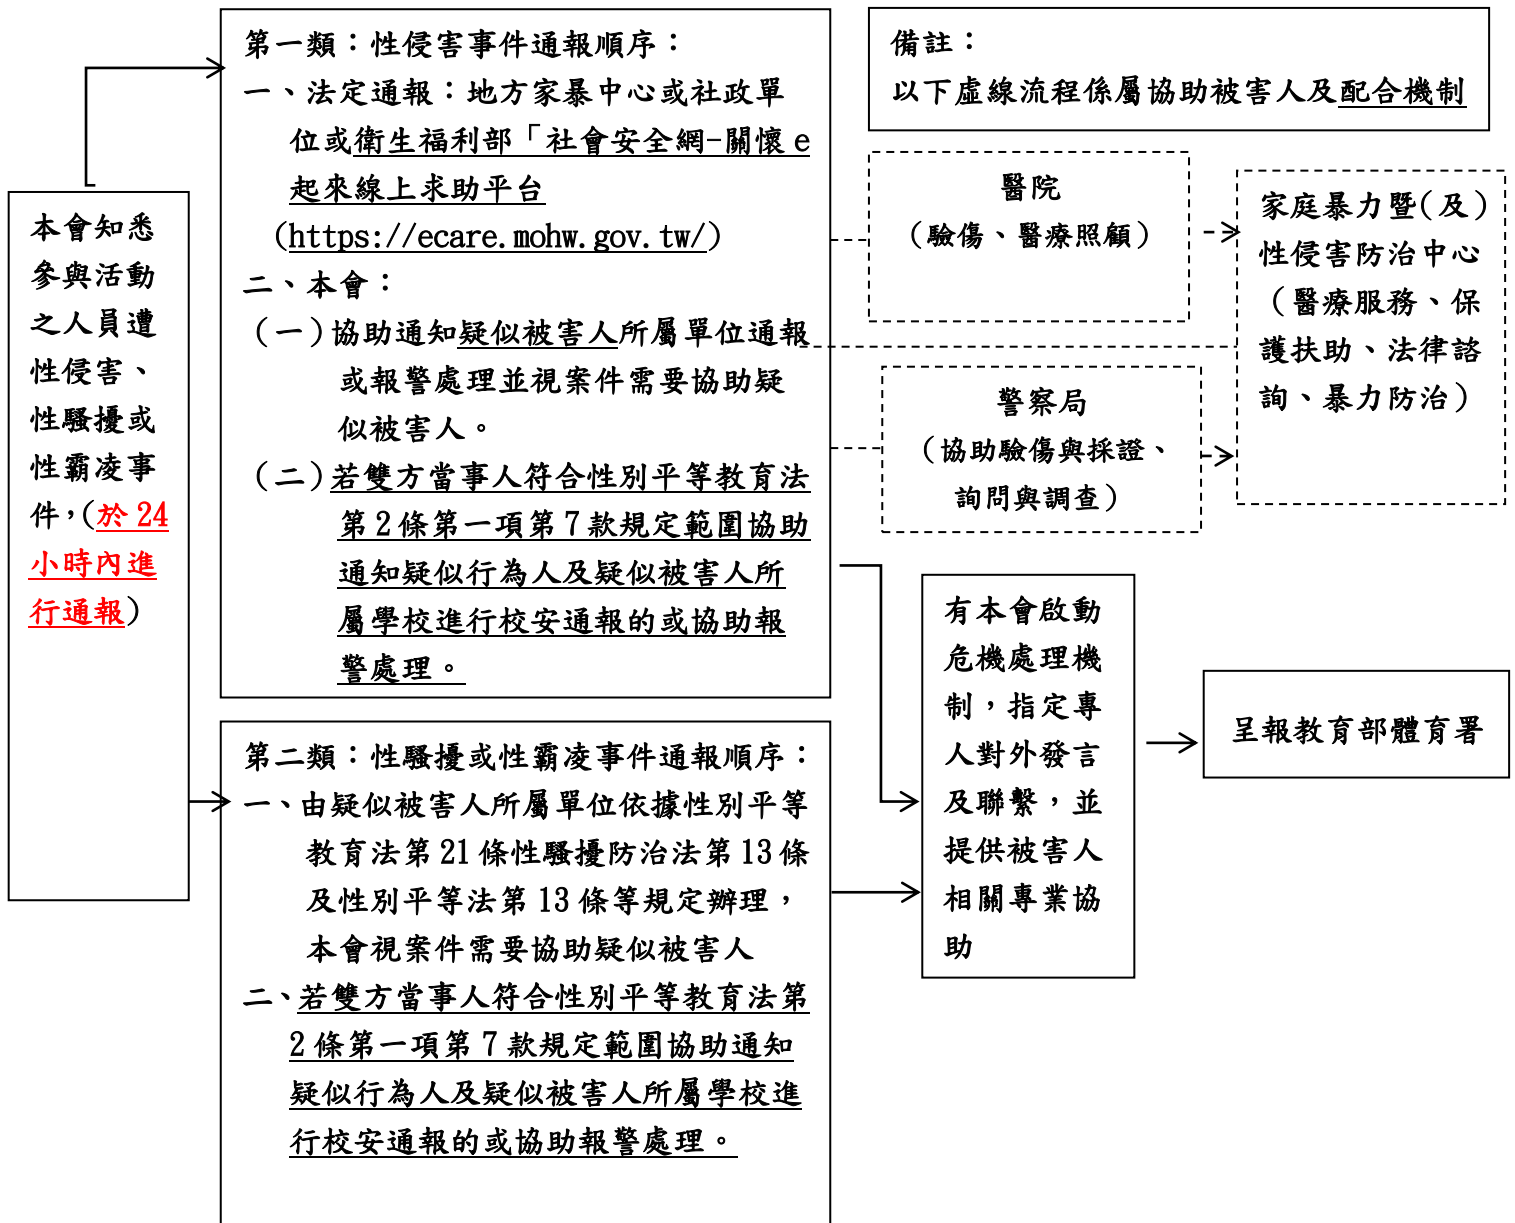 本會知悉
參與活動
之人員遭
性侵害、
性騷擾或
性霸凌事
件，(於 24
小時內進
行通報)
第一類：性侵害事件通報順序：
一、法定通報：地方家暴中心或社政單
位或衛生福利部「社會安全網-關懷 e
起來線上求助平台
(https://ecare.mohw.gov.tw/)
二、本會：
（一）協助通知疑似被害人所屬單位通報
或報警處理並視案件需要協助疑
似被害人。
（二）若雙方當事人符合性別平等教育法
第 2 條第一項第 7 款規定範圍協助
通知疑似行為人及疑似被害人所
屬學校進行校安通報的或協助報
警處理。
第二類：性騷擾或性霸凌事件通報順序：
一、由疑似被害人所屬單位依據性別平等
教育法第 21 條性騷擾防治法第 13 條
及性別平等法第 13 條等規定辦理，
本會視案件需要協助疑似被害人
二、若雙方當事人符合性別平等教育法第
2 條第一項第 7 款規定範圍協助通知
疑似行為人及疑似被害人所屬學校進
行校安通報的或協助報警處理。
備註：
以下虛線流程係屬協助被害人及配合機制
醫院
（驗傷、醫療照顧）
警察局
（協助驗傷與採證、
詢問與調查）
家庭暴力暨(及)
性侵害防治中心
（醫療服務、保
護扶助、法律諮
詢、暴力防治）
有本會啟動
危機處理機
制，指定專
人對外發言
及聯繫，並
提供被害人
相關專業協
助
呈報教育部體育署